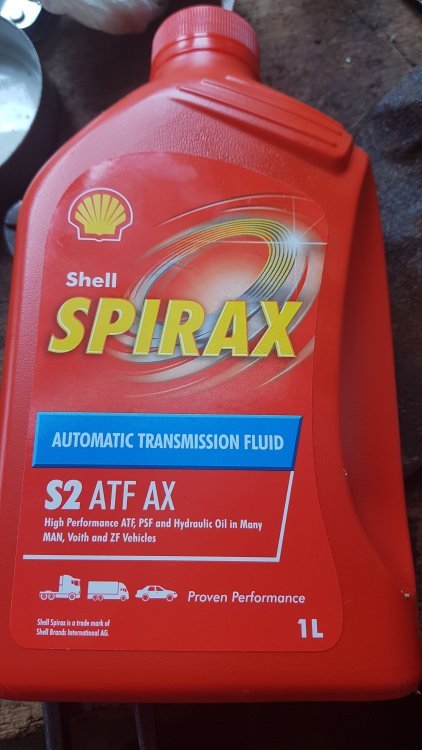 Shell
SPIRAX
AUTOMATIC TRANSMISSION FLUID
S2 ATF AX
High Performance ATF, PSF and Hydraulic Oil in Many
MAN, Voith and ZF Vehicles
Proven Performance
Shell Spirax is a trade mark of
Shell Brands International AG.
1L